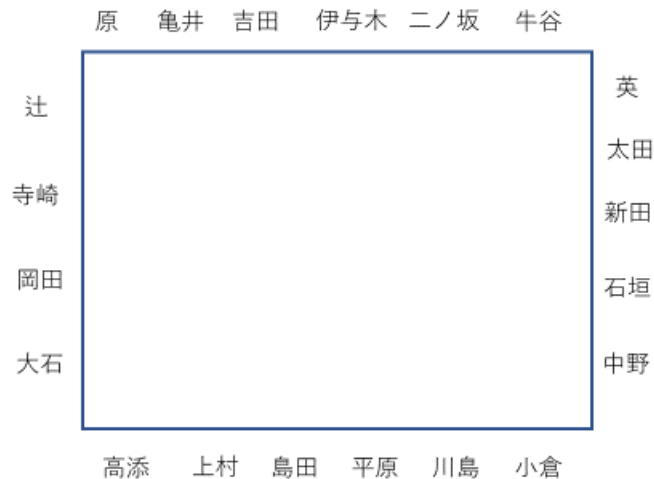 原 亀井 吉田 伊与木 二ノ坂 牛谷
英
辻
太田
寺崎
新田
岡田
石垣
大石
中野
高添 上村 島田 平原 川島 小倉